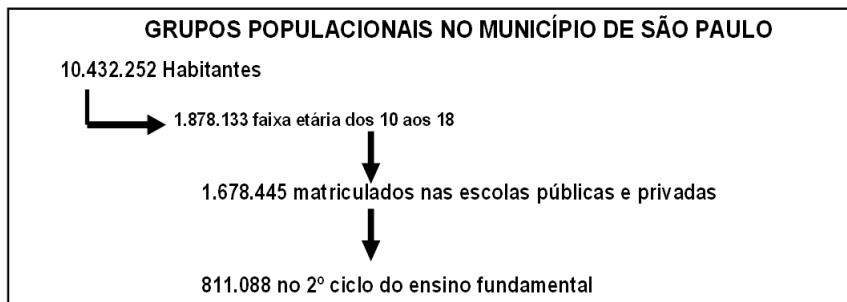 GRUPOS POPULACIONAIS NO MUNICÍPIO DE SÃO PAULO
10.432.252 Habitantes
1.878.133 faixa etária dos 10 aos 18
1.678.445 matriculados nas escolas públicas e privadas
811.088 no 2º ciclo do ensino fundamental